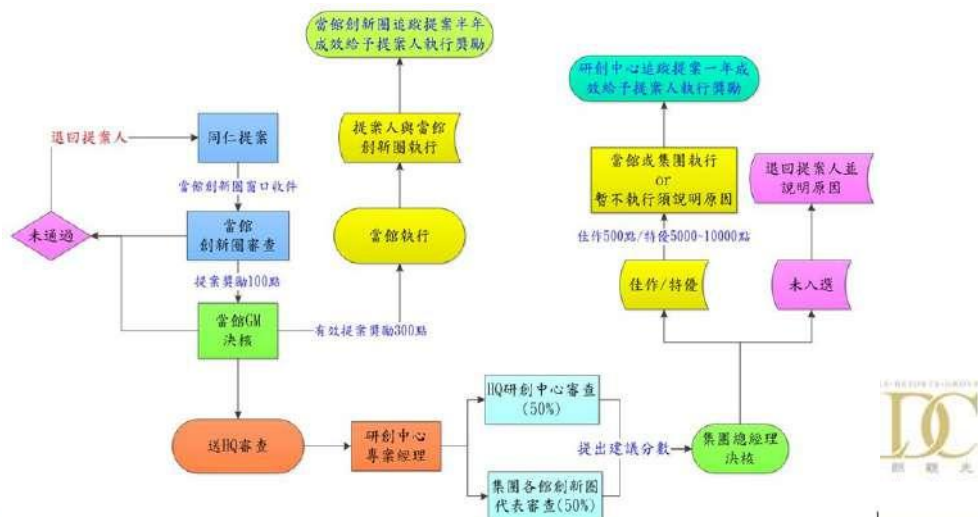 當館創新圈追蹤提案半年
成效給予提案人執行獎勵
研創中心追蹤提案一年成
效給予提案人執行獎勵
退回提案人
同仁提案
提案人與當館
創新圈執行
當館或集團執行
or
暫不執行須說明原因
退回提案人並
說明原因
當館創新圈窗口收件
未通過
當館
創新圈審查
當館執行
佳作500點/特優5000~10000點
提案獎勵100點
佳作/特優
未入選
當館GM
決核
有效提案獎勵300點
HQ研創中心審查
(50%)
送HQ審查
研創中心
專案經理
提出建議分數
集團總經理
決核
集團各館創新圈
代表審查(50%)
DC
朗觀光